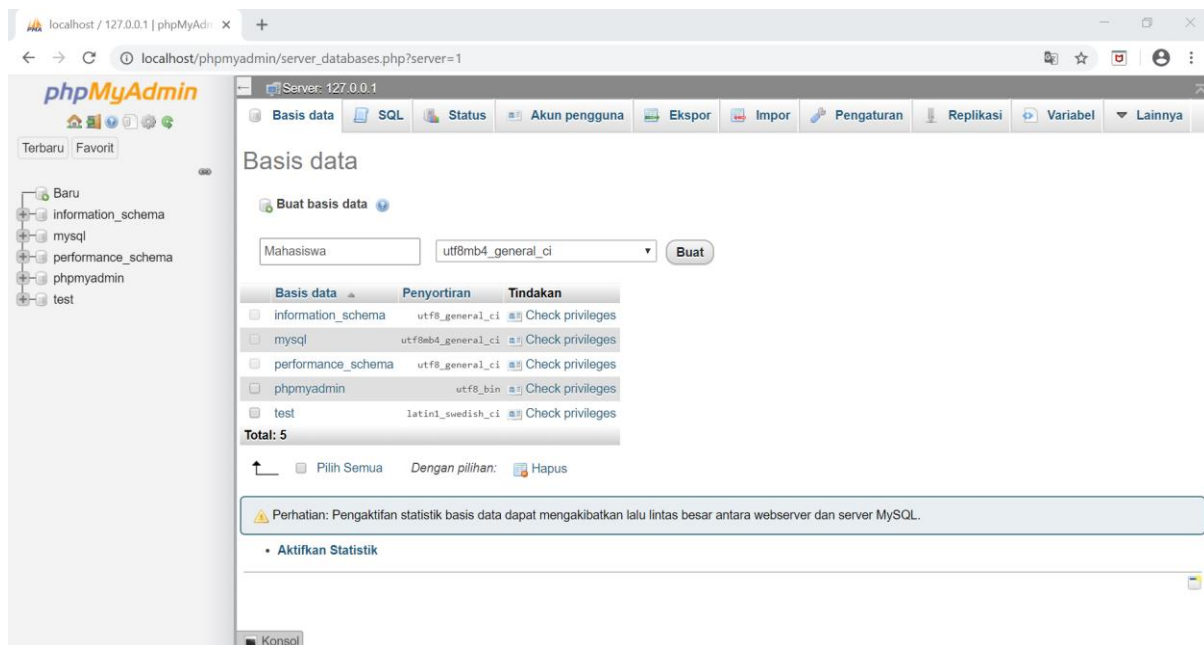 localhost / 127.0.0.1 | phpMyAdn
localhost/phpmyadmin/server_databases.php?server=1
phpMyAdmin
Terbaru Favorit
Baru
information_schema
mysql
performance_schema
phpmyadmin
test
Server: 127.0.0.1
Basis data SQL Status Akun pengguna Ekspor Impor Pengaturan Replikasi Variabel Lainnya
Basis data
Buat basis data
Mahasiswa utf8mb4_general_ci Buat
Basis data Penyortiran Tindakan
information_schema utf8_general_ci Check privileges
mysql utf8mb4_general_ci Check privileges
performance_schema utf8_general_ci Check privileges
phpmyadmin utf8_bin Check privileges
test latin1_swedish_ci Check privileges
Total: 5
Pilih Semua Dengan pilihan: Hapus
Perhatian: Pengaktifan statistik basis data dapat mengakibatkan lalu lintas besar antara webserver dan server MySQL.
• Aktifkan Statistik
Konsol